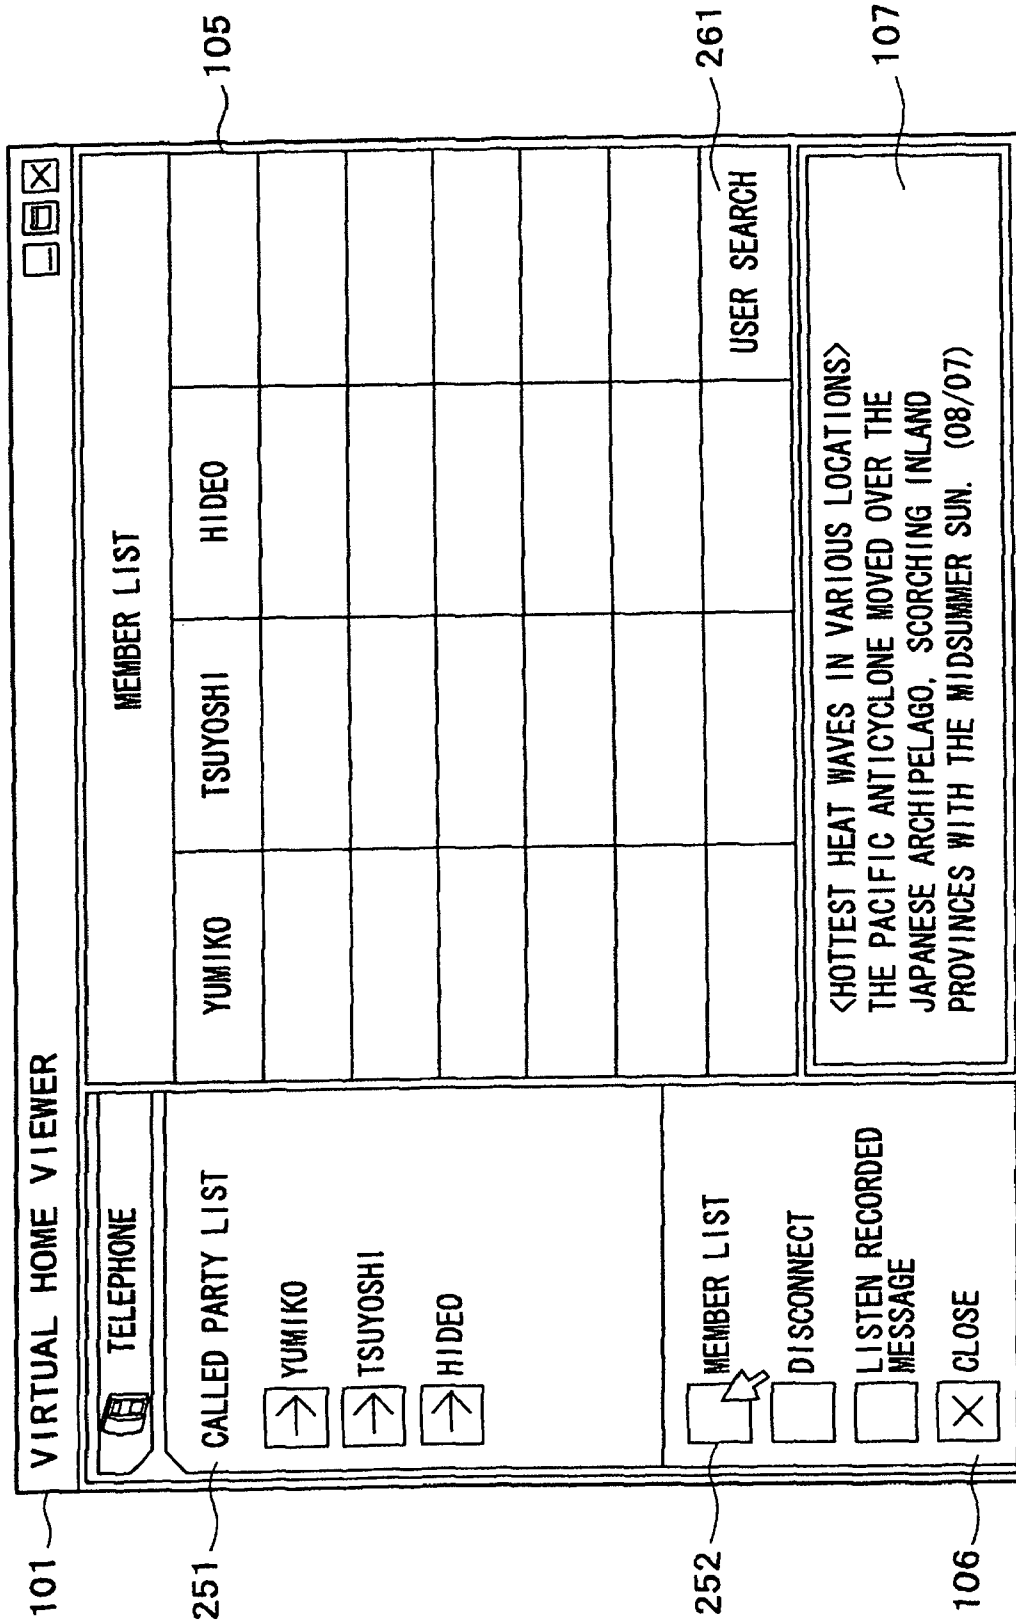 VIRTUAL HOME VIEWER
101
TELEPHONE
251
CALLED PARTY LIST
YUMIKO
TSUYOSHI
HIDEO
252
MEMBER LIST
DISCONNECT
LISTEN RECORDED
MESSAGE
CLOSE
106
MEMBER LIST
YUMIKO TSUYOSHI HIDEO
105
USER SEARCH
261
<HOTTEST HEAT WAVES IN VARIOUS LOCATIONS>
THE PACIFIC ANTICYCLONE MOVED OVER THE
JAPANESE ARCHIPELAGO, SCORCHING INLAND
PROVINCES WITH THE MIDSUMMER SUN. (08/07)
107